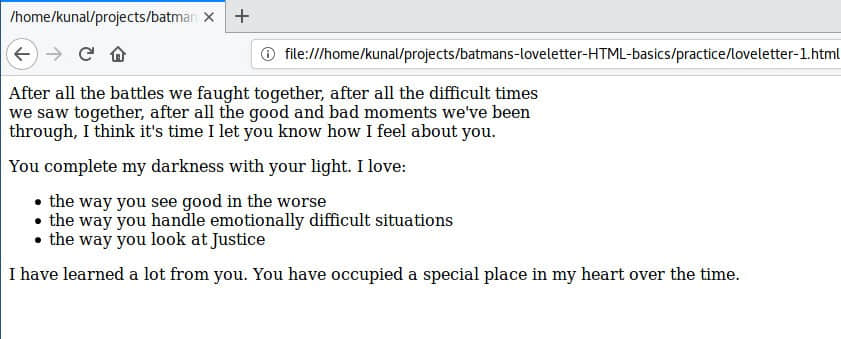 /home/kunal/projects/batman
file:///home/kunal/projects/batmans-loveletter-HTML-basics/practice/loveletter-1.html
After all the battles we faught together, after all the difficult times
we saw together, after all the good and bad moments we've been
through, I think it's time I let you know how I feel about you.
You complete my darkness with your light. I love:
• the way you see good in the worse
• the way you handle emotionally difficult situations
• the way you look at Justice
I have learned a lot from you. You have occupied a special place in my heart over the time.